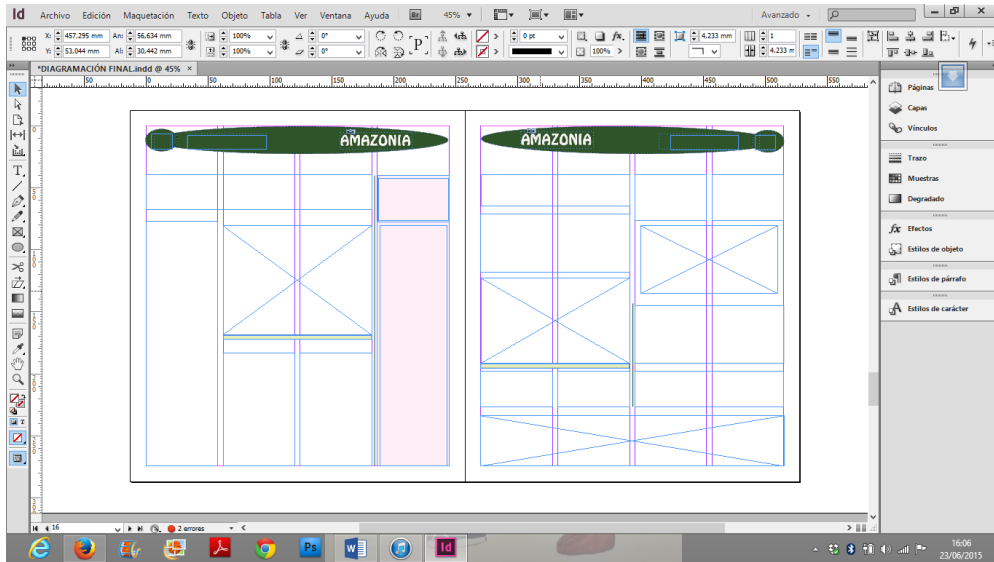 Id Archivo Edición Maquetación Texto Objeto Tabla Ver Ventana Ayuda Br 45% Avanzado
X: 457,295 mm An: 56.634 mm 100% 0° P 0 pt fx. 4,233 mm 1
Y: 53.044 mm Al: 30.442 mm 100% 0° 100% 4,233 m
*DIAGRAMACIÓN FINAL.indd @ 45% ×
50 0 50 100 150 200 250 300 350 400 450 500 550
AMAZONIA AMAZONIA
Páginas
Capas
Vínculos
Trazo
Muestras
Degradado
fx Efectos
Estilos de objeto
Estilos de párrafo
Estilos de carácter
16 2 errores
Ps W Id
16:06
23/06/2015